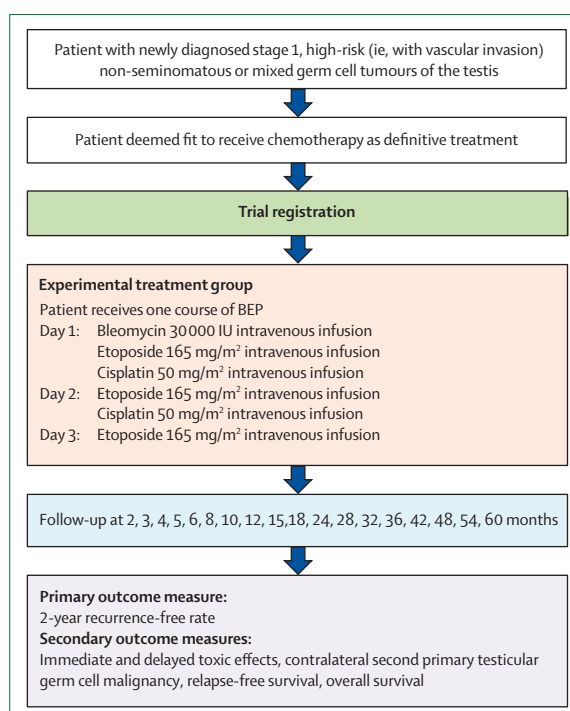 Patient with newly diagnosed stage 1, high-risk (ie, with vascular invasion)
non-seminomatous or mixed germ cell tumours of the testis
Patient deemed fit to receive chemotherapy as definitive treatment
Trial registration
Experimental treatment group
Patient receives one course of BEP
Day 1: Bleomycin 30 000 IU intravenous infusion
Etoposide 165 mg/m² intravenous infusion
Cisplatin 50 mg/m² intravenous infusion
Day 2: Etoposide 165 mg/m² intravenous infusion
Cisplatin 50 mg/m² intravenous infusion
Day 3: Etoposide 165 mg/m² intravenous infusion
Follow-up at 2, 3, 4, 5, 6, 8, 10, 12, 15,18, 24, 28, 32, 36, 42, 48, 54, 60 months
Primary outcome measure:
2-year recurrence-free rate
Secondary outcome measures:
Immediate and delayed toxic effects, contralateral second primary testicular
germ cell malignancy, relapse-free survival, overall survival